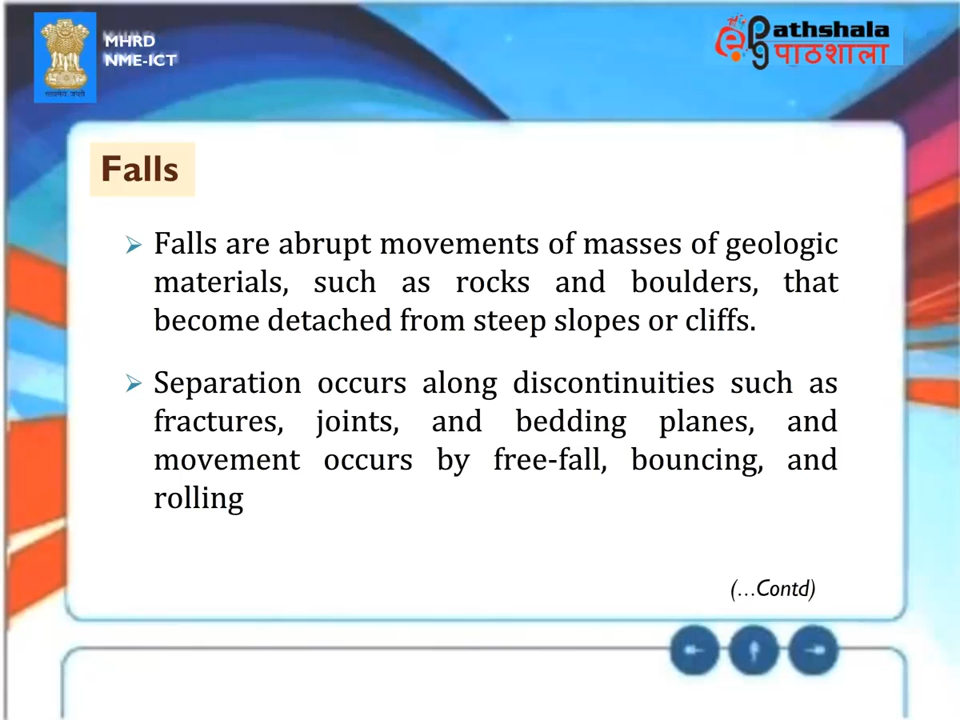 MHRD
NME-ICT
ePG Pathshala
पाठशाला
Falls
Falls are abrupt movements of masses of geologic
materials, such as rocks and boulders, that
become detached from steep slopes or cliffs.
Separation occurs along discontinuities such as
fractures, joints, and bedding planes, and
movement occurs by free-fall, bouncing, and
rolling
(...Contd)